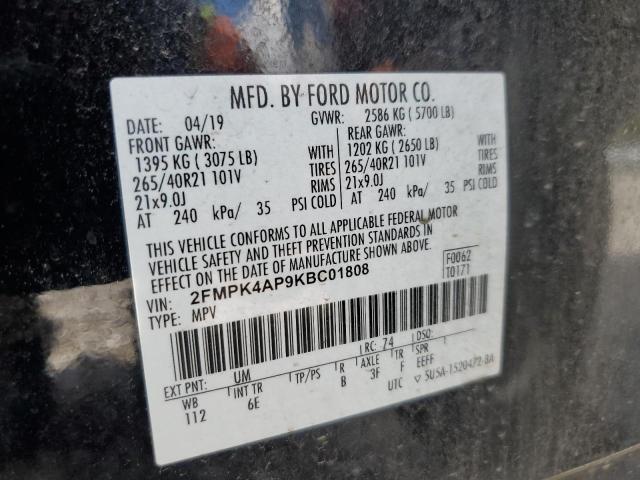 MFD. BY FORD MOTOR CO.
DATE: 04/19 GVWR: 2586 KG ( 5700 LB)
FRONT GAWR: REAR GAWR:
1395 KG ( 3075 LB) WITH 1202 KG ( 2650 LB) WITH
265/40R21 101V TIRES 265/40R21 101V TIRES
21x9.0J RIMS 21x9.0J RIMS
AT 240 kPa/ 35 PSI COLD AT 240 kPa/ 35 PSI COLD
THIS VEHICLE CONFORMS TO ALL APPLICABLE FEDERAL MOTOR
VEHICLE SAFETY AND THEFT PREVENTION STANDARDS IN
EFFECT ON THE DATE OF MANUFACTURE SHOWN ABOVE.
VIN: 2FMPK4AP9KBC01808 F0062
TYPE: MPV T0171
EXT PNT: UM RC: 74 DSO:
WB INT TR TP/PS R AXLE TR SPR
112 6E B 3F F EEFF
UTC ▽ 5U5A-1520472-BA